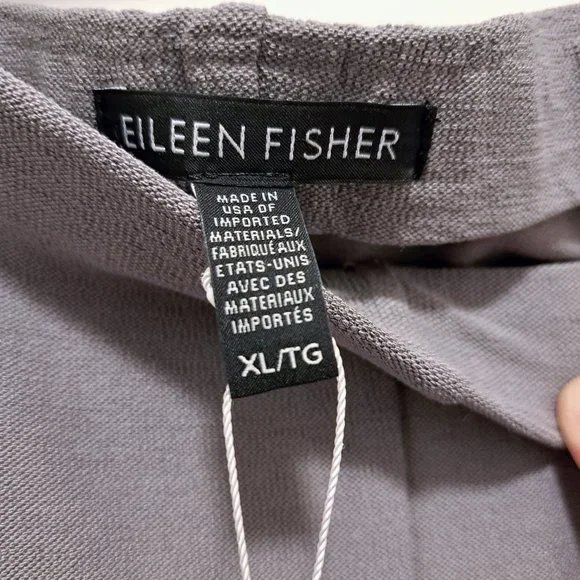 EILEEN FISHER
MADE IN
USA OF
IMPORTED
MATERIALS/
FABRIQUÉ AUX
ETATS-UNIS
AVEC DES
MATERIAUX
IMPORTÉS
XL/TG